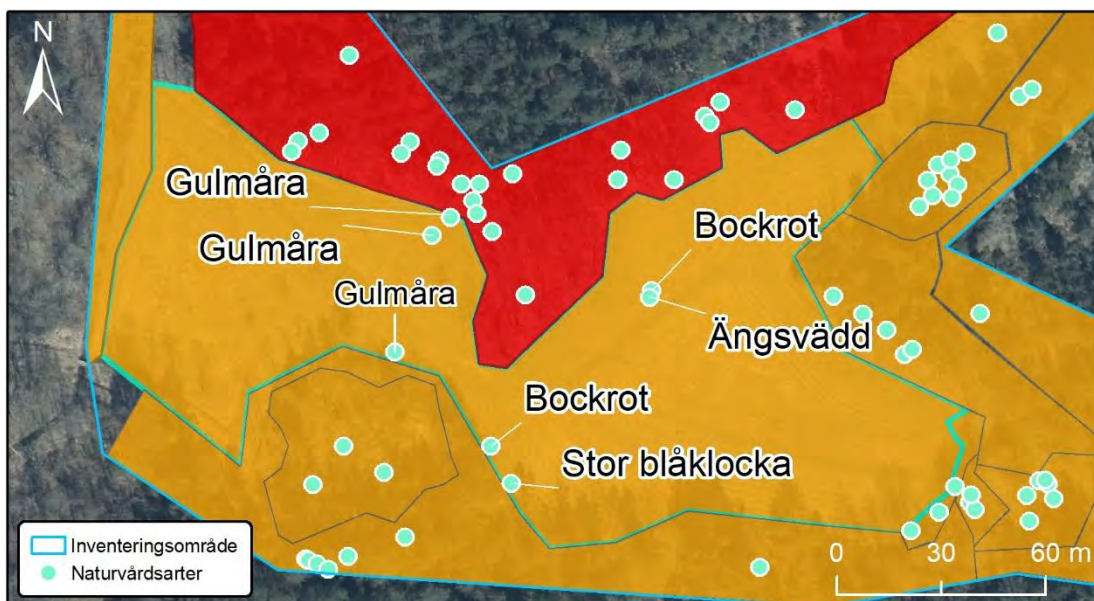 N
Gulmåra
Gulmåra
Gulmåra
Bockrot
Ängsvädd
Bockrot
Stor blåklocka
Inventeringsområde
Naturvårdsarter
0 30 60 m